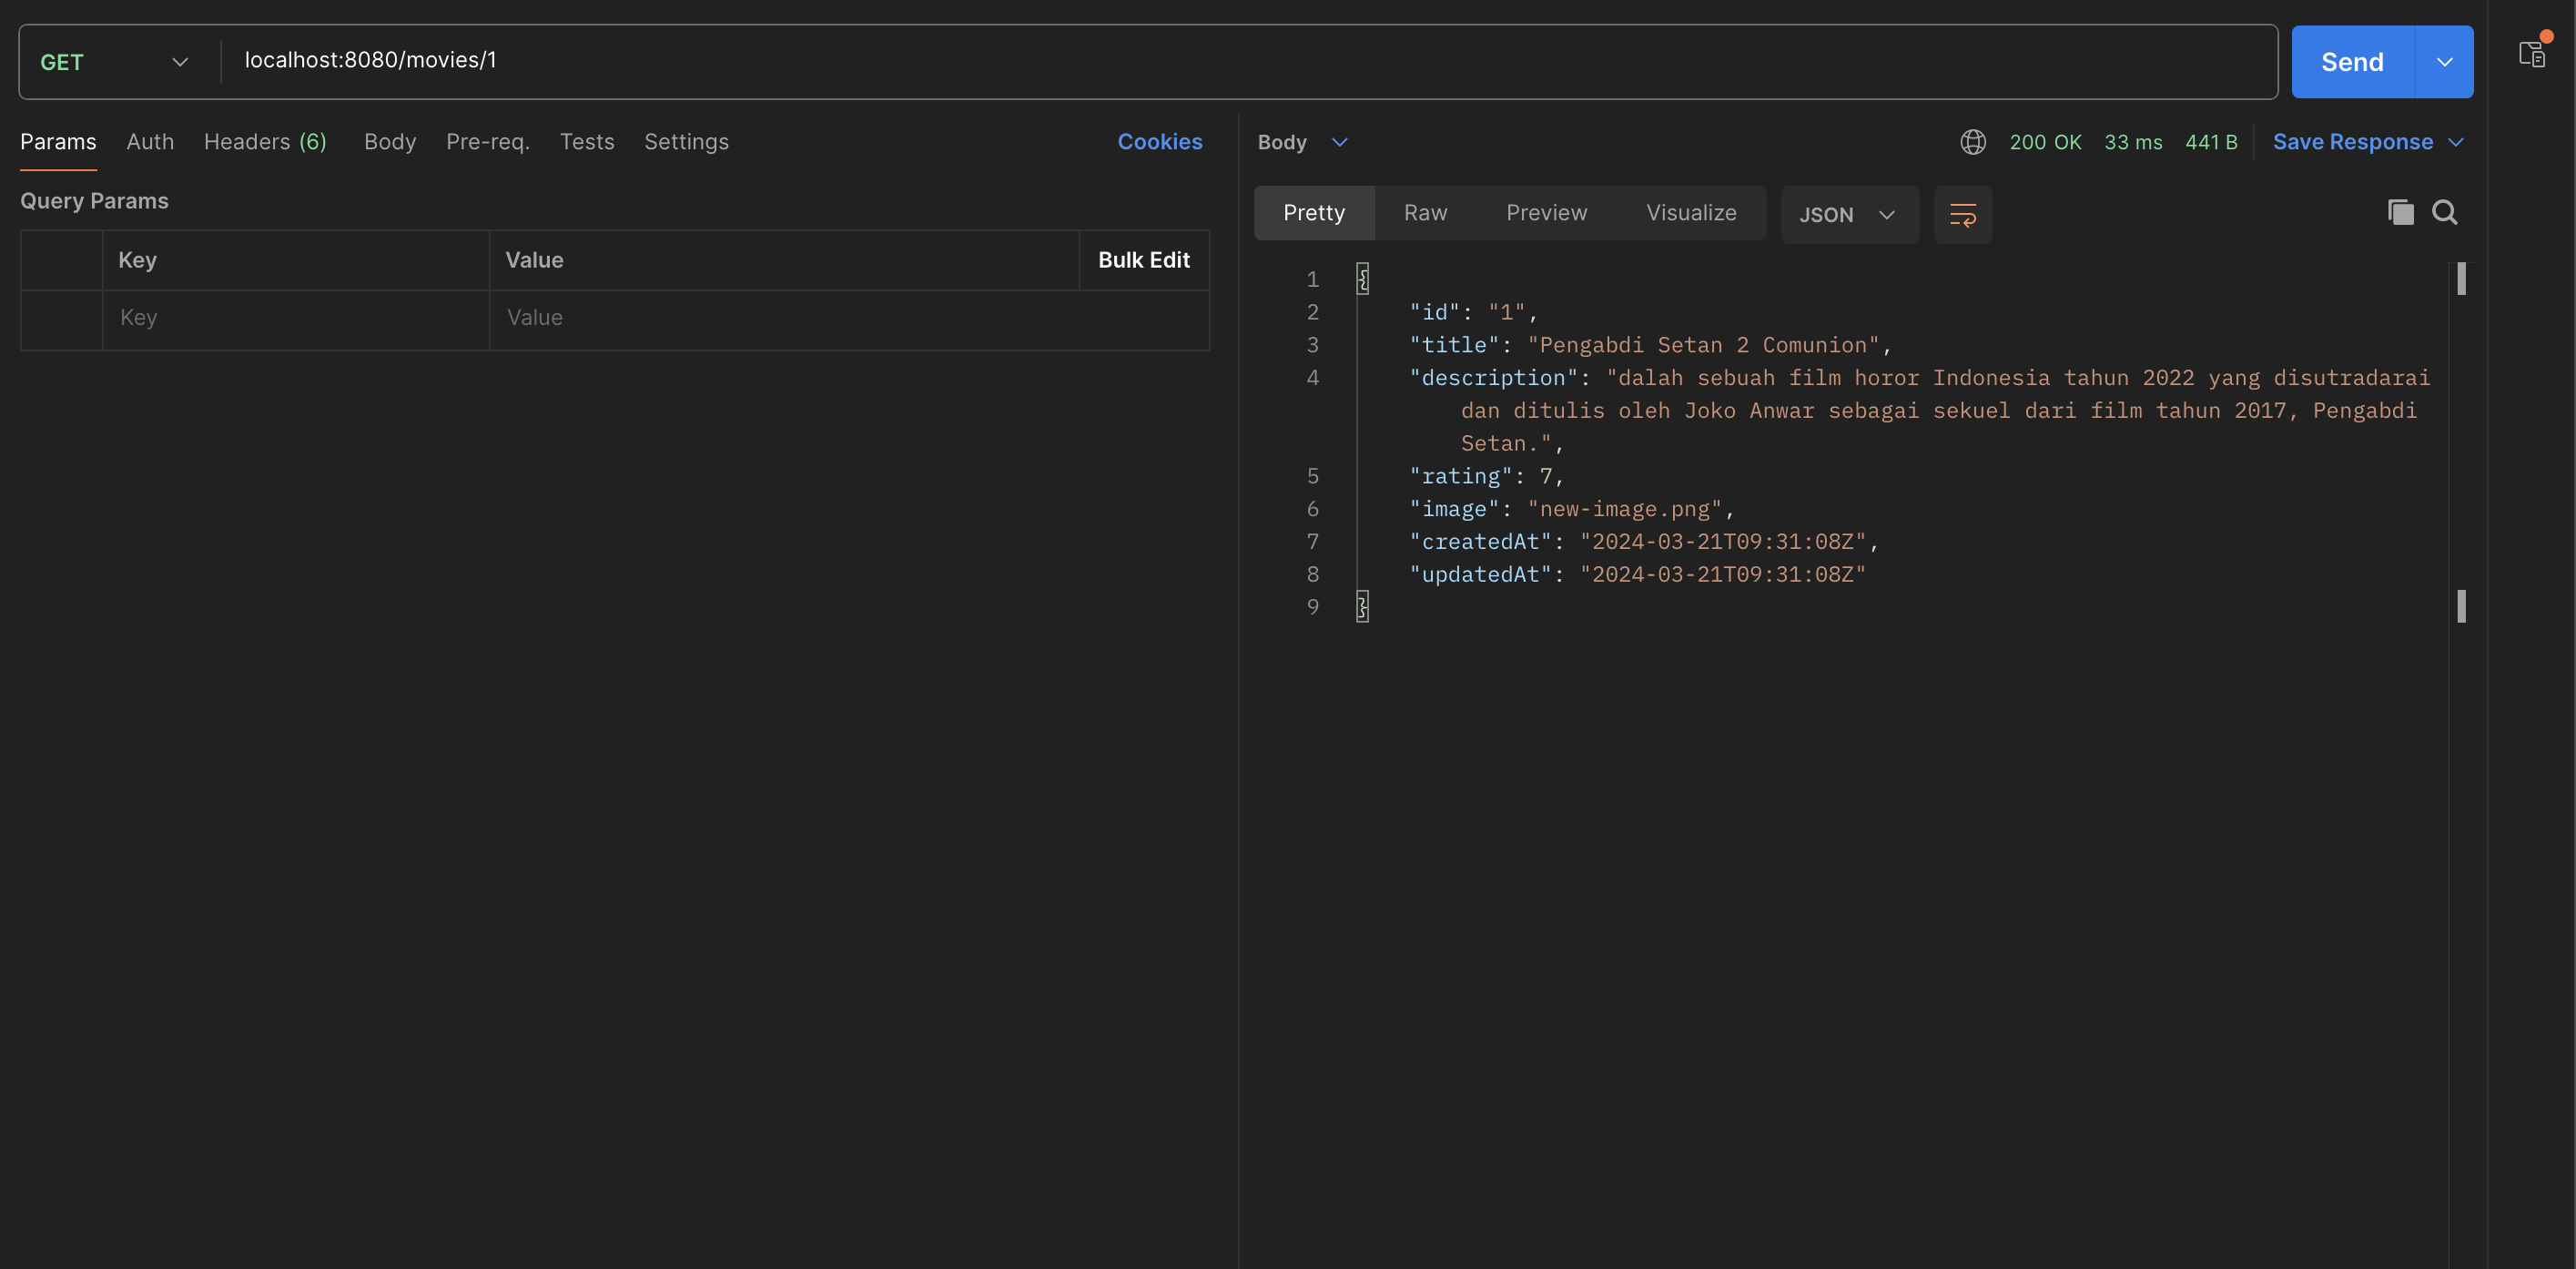 GET localhost:8080/movies/1 Send
Params Auth Headers (6) Body Pre-req. Tests Settings Cookies
Query Params
Key Value Bulk Edit
Key Value
Body 200 OK 33 ms 441 B Save Response
Pretty Raw Preview Visualize JSON
1 {
2 "id": "1",
3 "title": "Pengabdi Setan 2 Comunion",
4 "description": "dalah sebuah film horor Indonesia tahun 2022 yang disutradarai
dan ditulis oleh Joko Anwar sebagai sekuel dari film tahun 2017, Pengabdi
Setan.",
5 "rating": 7,
6 "image": "new-image.png",
7 "createdAt": "2024-03-21T09:31:08Z",
8 "updatedAt": "2024-03-21T09:31:08Z"
9 }